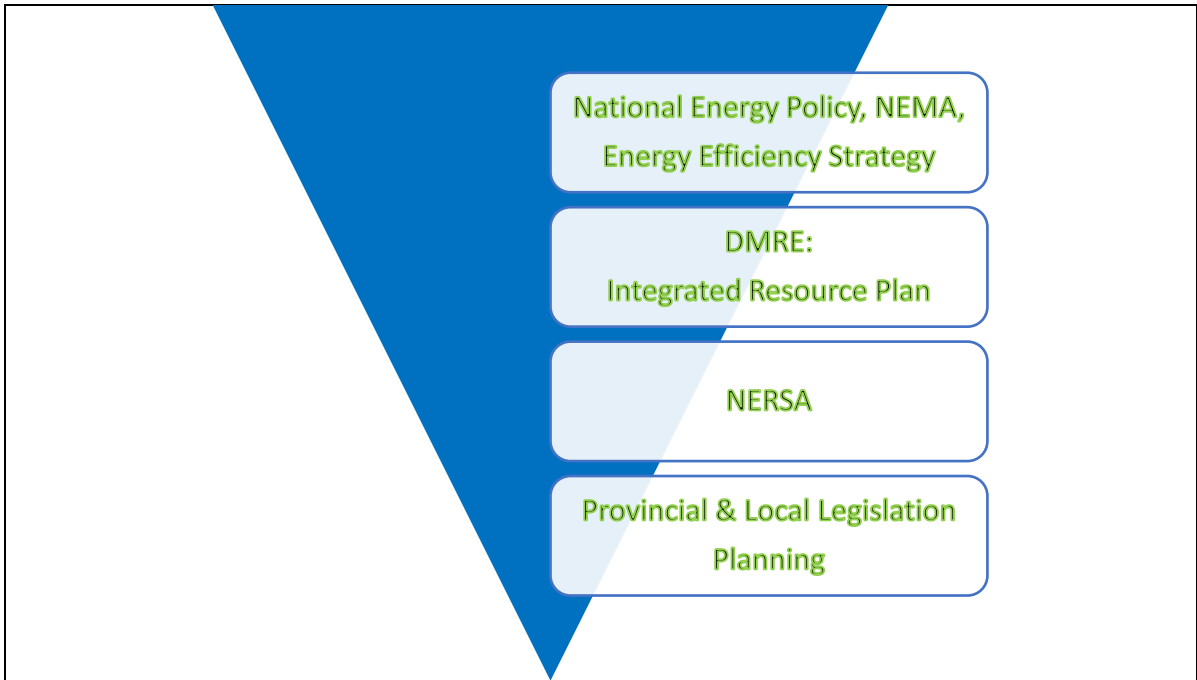 National Energy Policy, NEMA,
Energy Efficiency Strategy
DMRE:
Integrated Resource Plan
NERSA
Provincial & Local Legislation
Planning